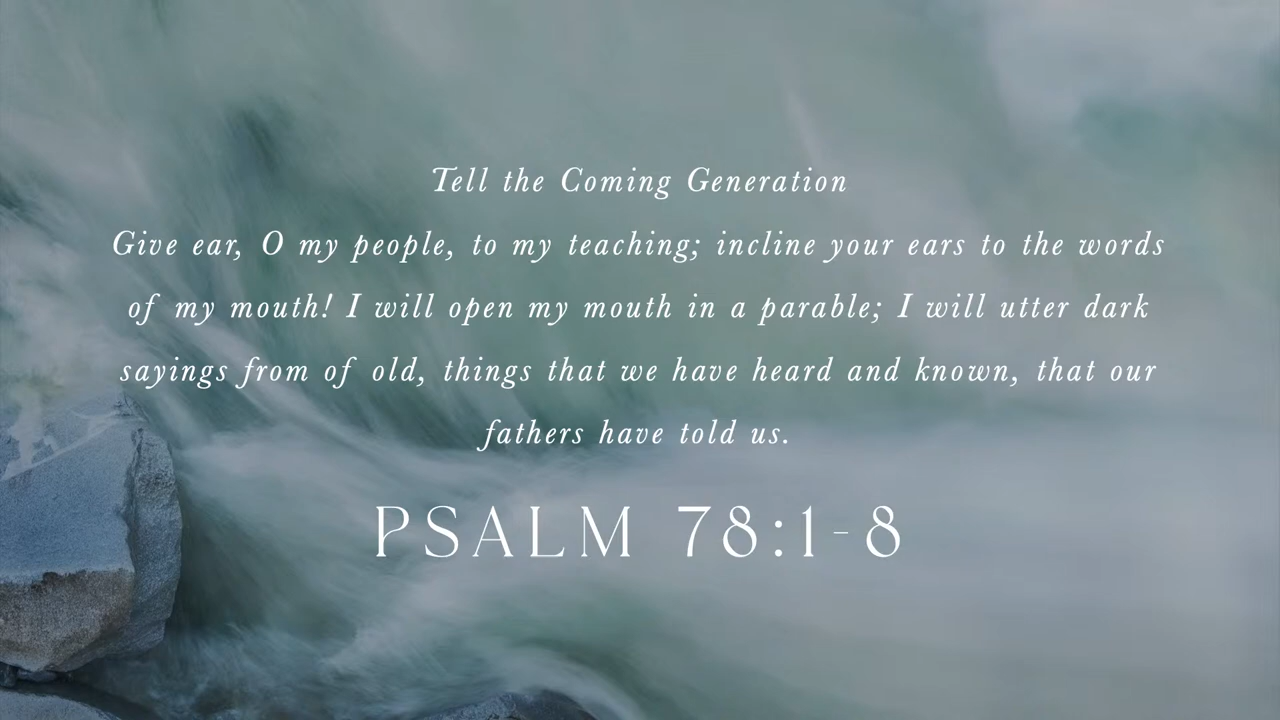 Tell the Coming Generation
Give ear, O my people, to my teaching; incline your ears to the words
of my mouth! I will open my mouth in a parable; I will utter dark
sayings from of old, things that we have heard and known, that our
fathers have told us.
PSALM 78:1-8